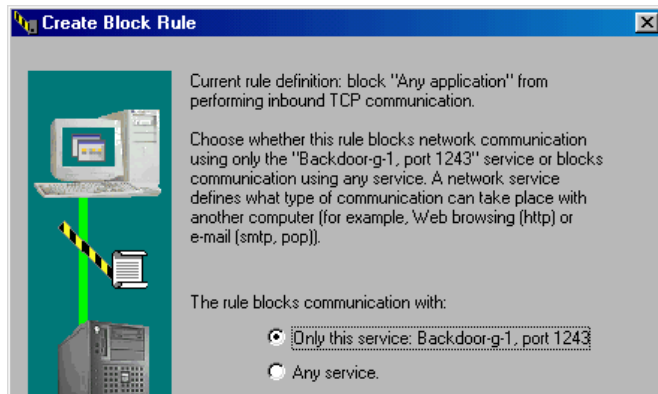 Create Block Rule
Current rule definition: block "Any application" from
performing inbound TCP communication.
Choose whether this rule blocks network communication
using only the "Backdoor-g-1, port 1243" service or blocks
communication using any service. A network service
defines what type of communication can take place with
another computer (for example, Web browsing (http) or
e-mail (smtp, pop)).
The rule blocks communication with:
Only this service: Backdoor-g-1, port 1243
Any service.